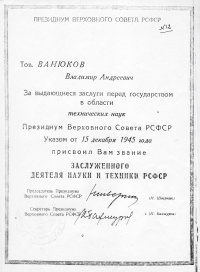 ПРЕЗИДИУМ ВЕРХОВНОГО СОВЕТА РСФСР
Тов. ВАНЮКОВ
Владимир Андреевич
За выдающиеся заслуги перед государством
в области
технических наук
Президиум Верховного Совета РСФСР
Указом от 15 декабря 1945 года
присвоил Вам звание
ЗАСЛУЖЕННОГО
ДЕЯТЕЛЯ НАУКИ И ТЕХНИКИ РСФСР
Председатель Президиума
Верховного Совета РСФСР
Секретарь Президиума
Верховного Совета РСФСР